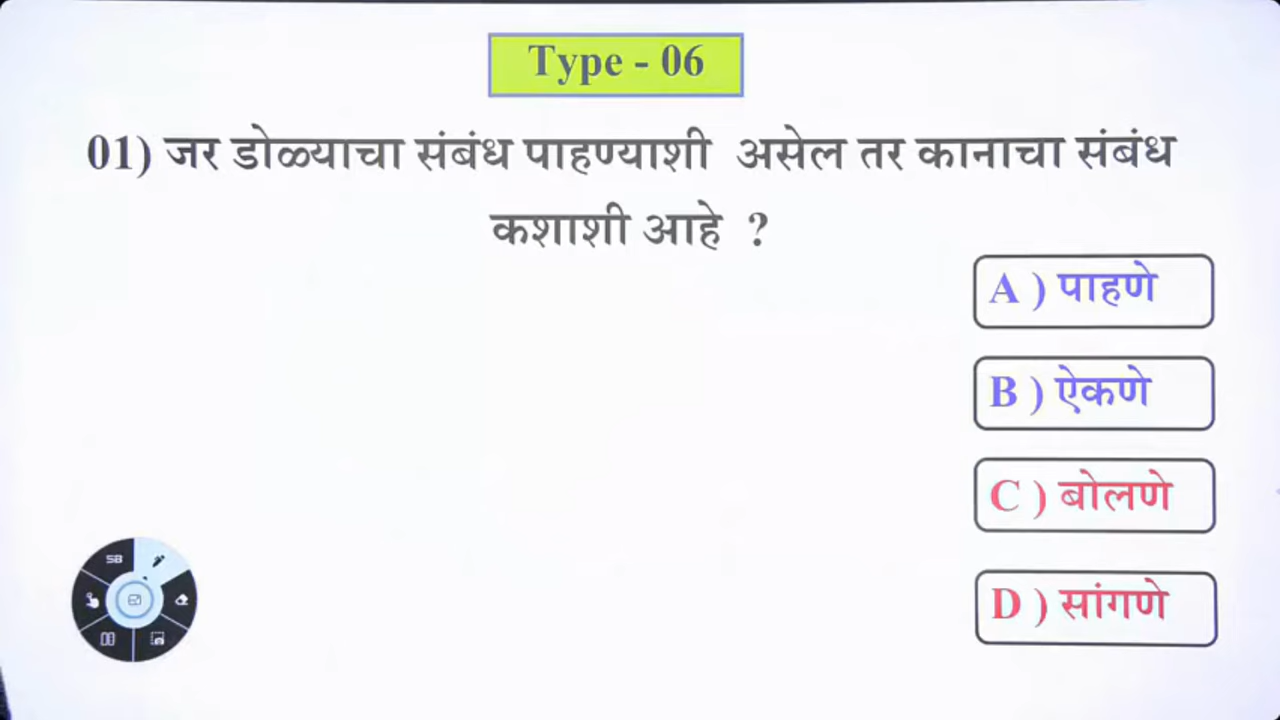 Type - 06
01) जर डोळ्याचा संबंध पाहण्याशी असेल तर कानाचा संबंध
कशाशी आहे ?
A ) पाहणे
B ) ऐकणे
C ) बोलणे
D ) सांगणे
SB